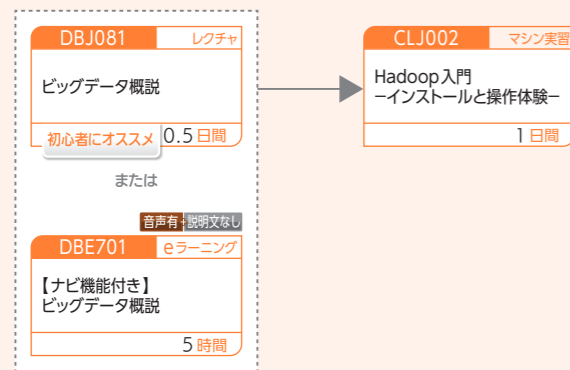 DBJ081 レクチャ
ビッグデータ概説
初心者にオススメ 0.5日間
または
音声有+説明文なし
DBE701 eラーニング
【ナビ機能付き】
ビッグデータ概説
5時間
CLJ002 マシン実習
Hadoop入門
−インストールと操作体験−
1日間